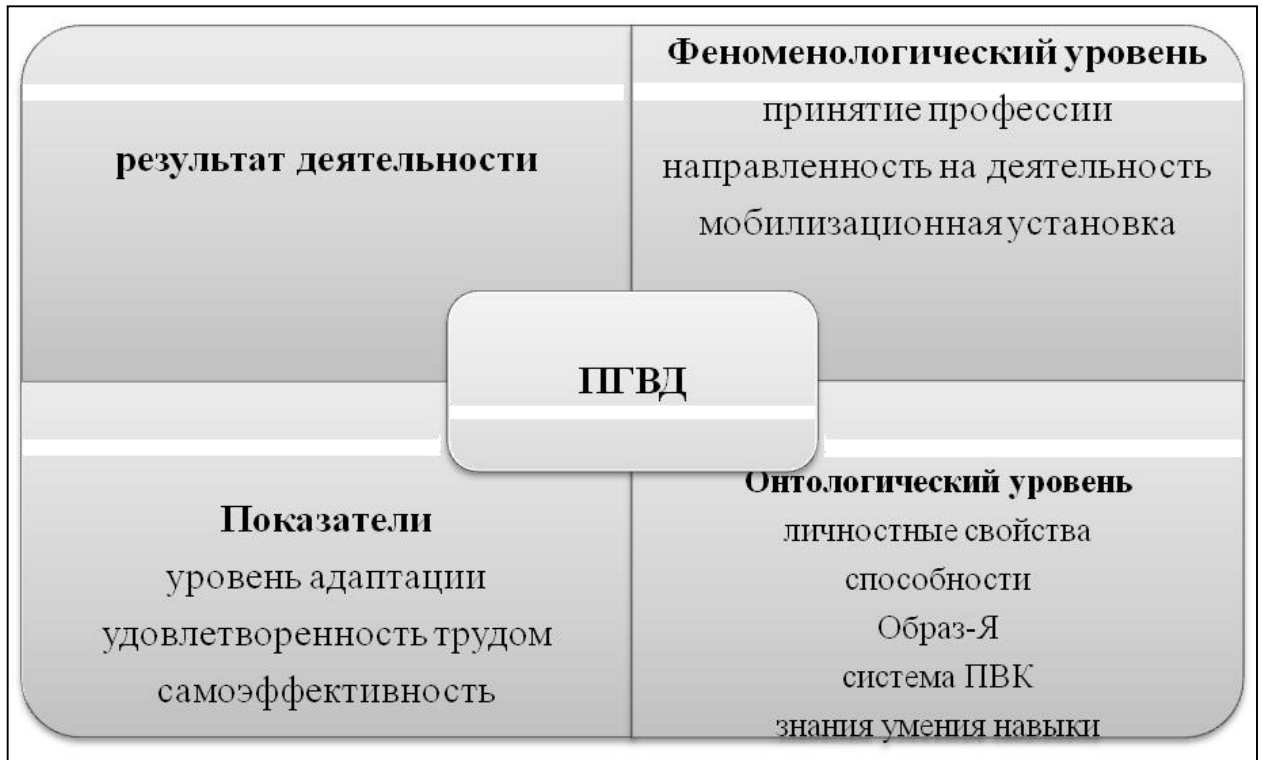 результат деятельности
Феноменологический уровень
принятие профессии
направленность на деятельность
мобилизационная установка
ПГВД
Показатели
уровень адаптации
удовлетворенность трудом
самоэффективность
Онтологический уровень
личностные свойства
способности
Образ-Я
система ПВК
знания умения навыки